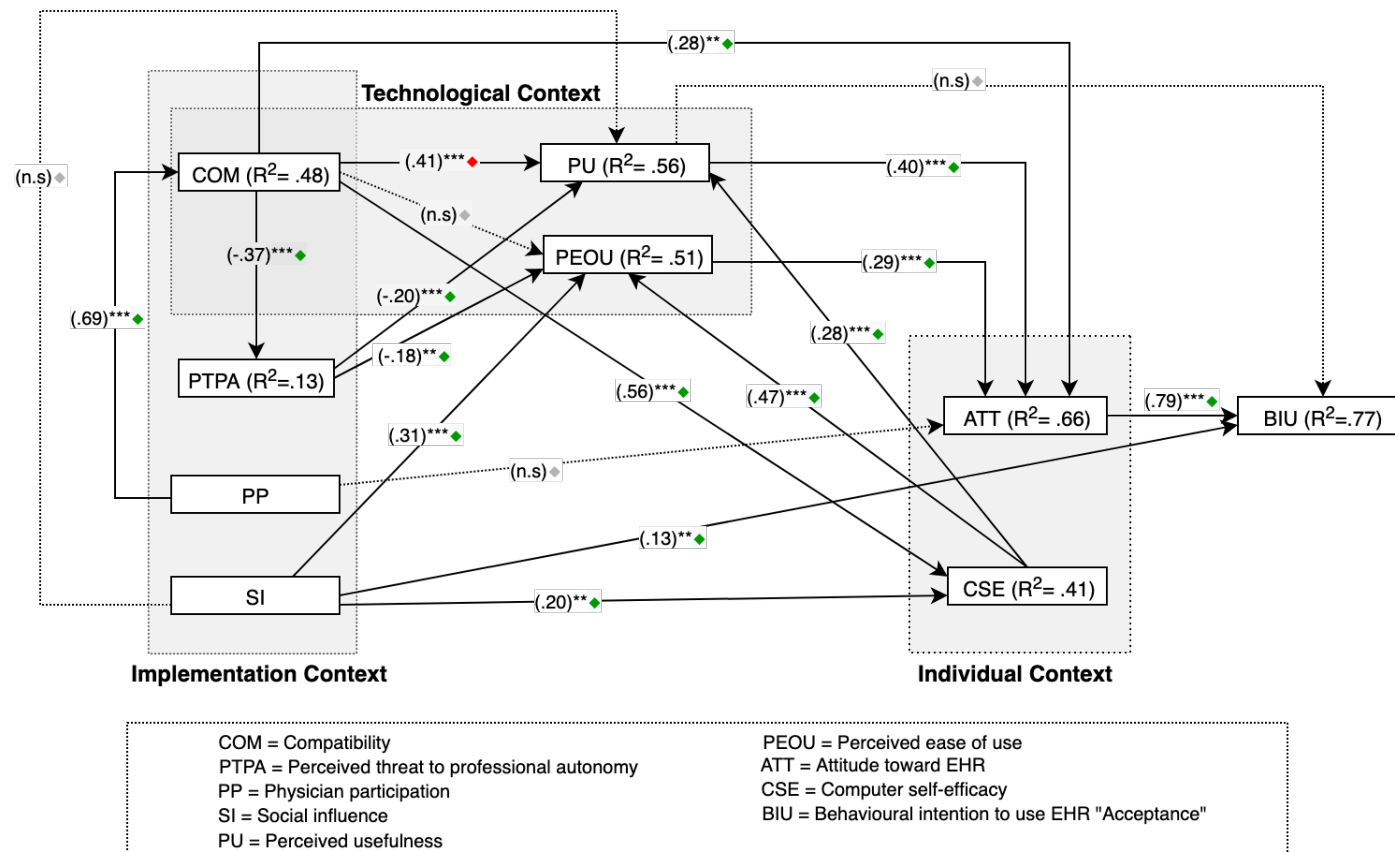 (.28)**
(n.s)
Technological Context
COM (R2= .48)
(.41)***
PU (R2= .56)
(.40)***
(n.s)
(n.s)
(-.37)***
PEOU (R2= .51)
(.29)***
(-.20)***
(.69)***
(.28)***
(-.18)**
PTPA (R2=.13)
(.56)***
(.47)***
(.79)***
ATT (R2= .66)
BIU (R2=.77)
(.31)***
(n.s)
PP
(.13)**
CSE (R2= .41)
SI
(.20)**
Implementation Context
Individual Context
COM = Compatibility
PTPA = Perceived threat to professional autonomy
PP = Physician participation
SI = Social influence
PU = Perceived usefulness
PEOU = Perceived ease of use
ATT = Attitude toward EHR
CSE = Computer self-efficacy
BIU = Behavioural intention to use EHR "Acceptance"